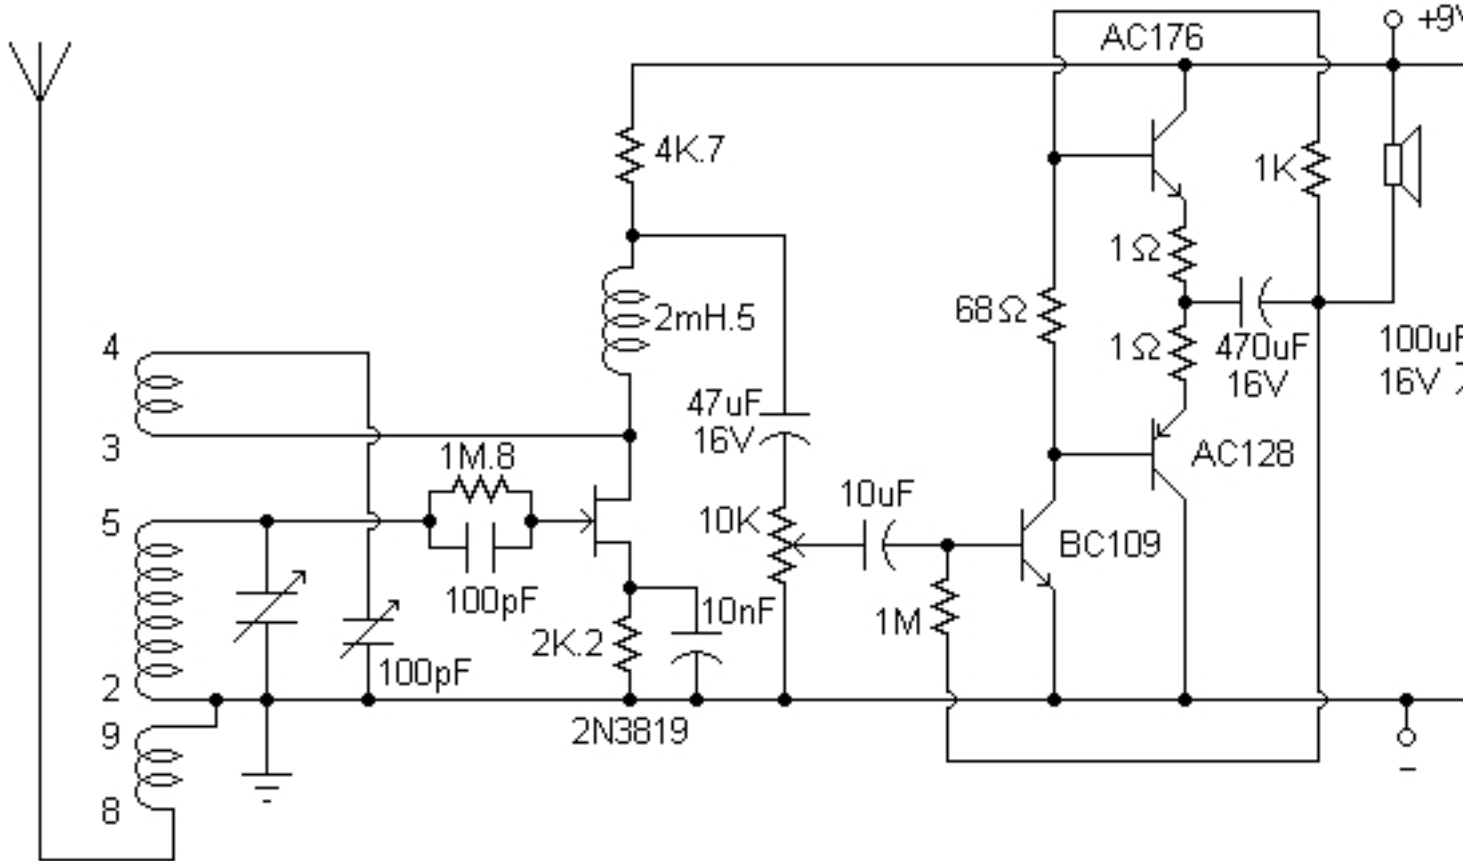 +9V
AC176
4K.7
1K
1Ω
68Ω
2mH.5
1Ω
470uF
16V
100uF
16V
4
3
47uF
16V
1M.8
AC128
5
10K
10uF
BC109
100pF
10nF
1M
2K.2
100pF
2
9
8
2N3819
-